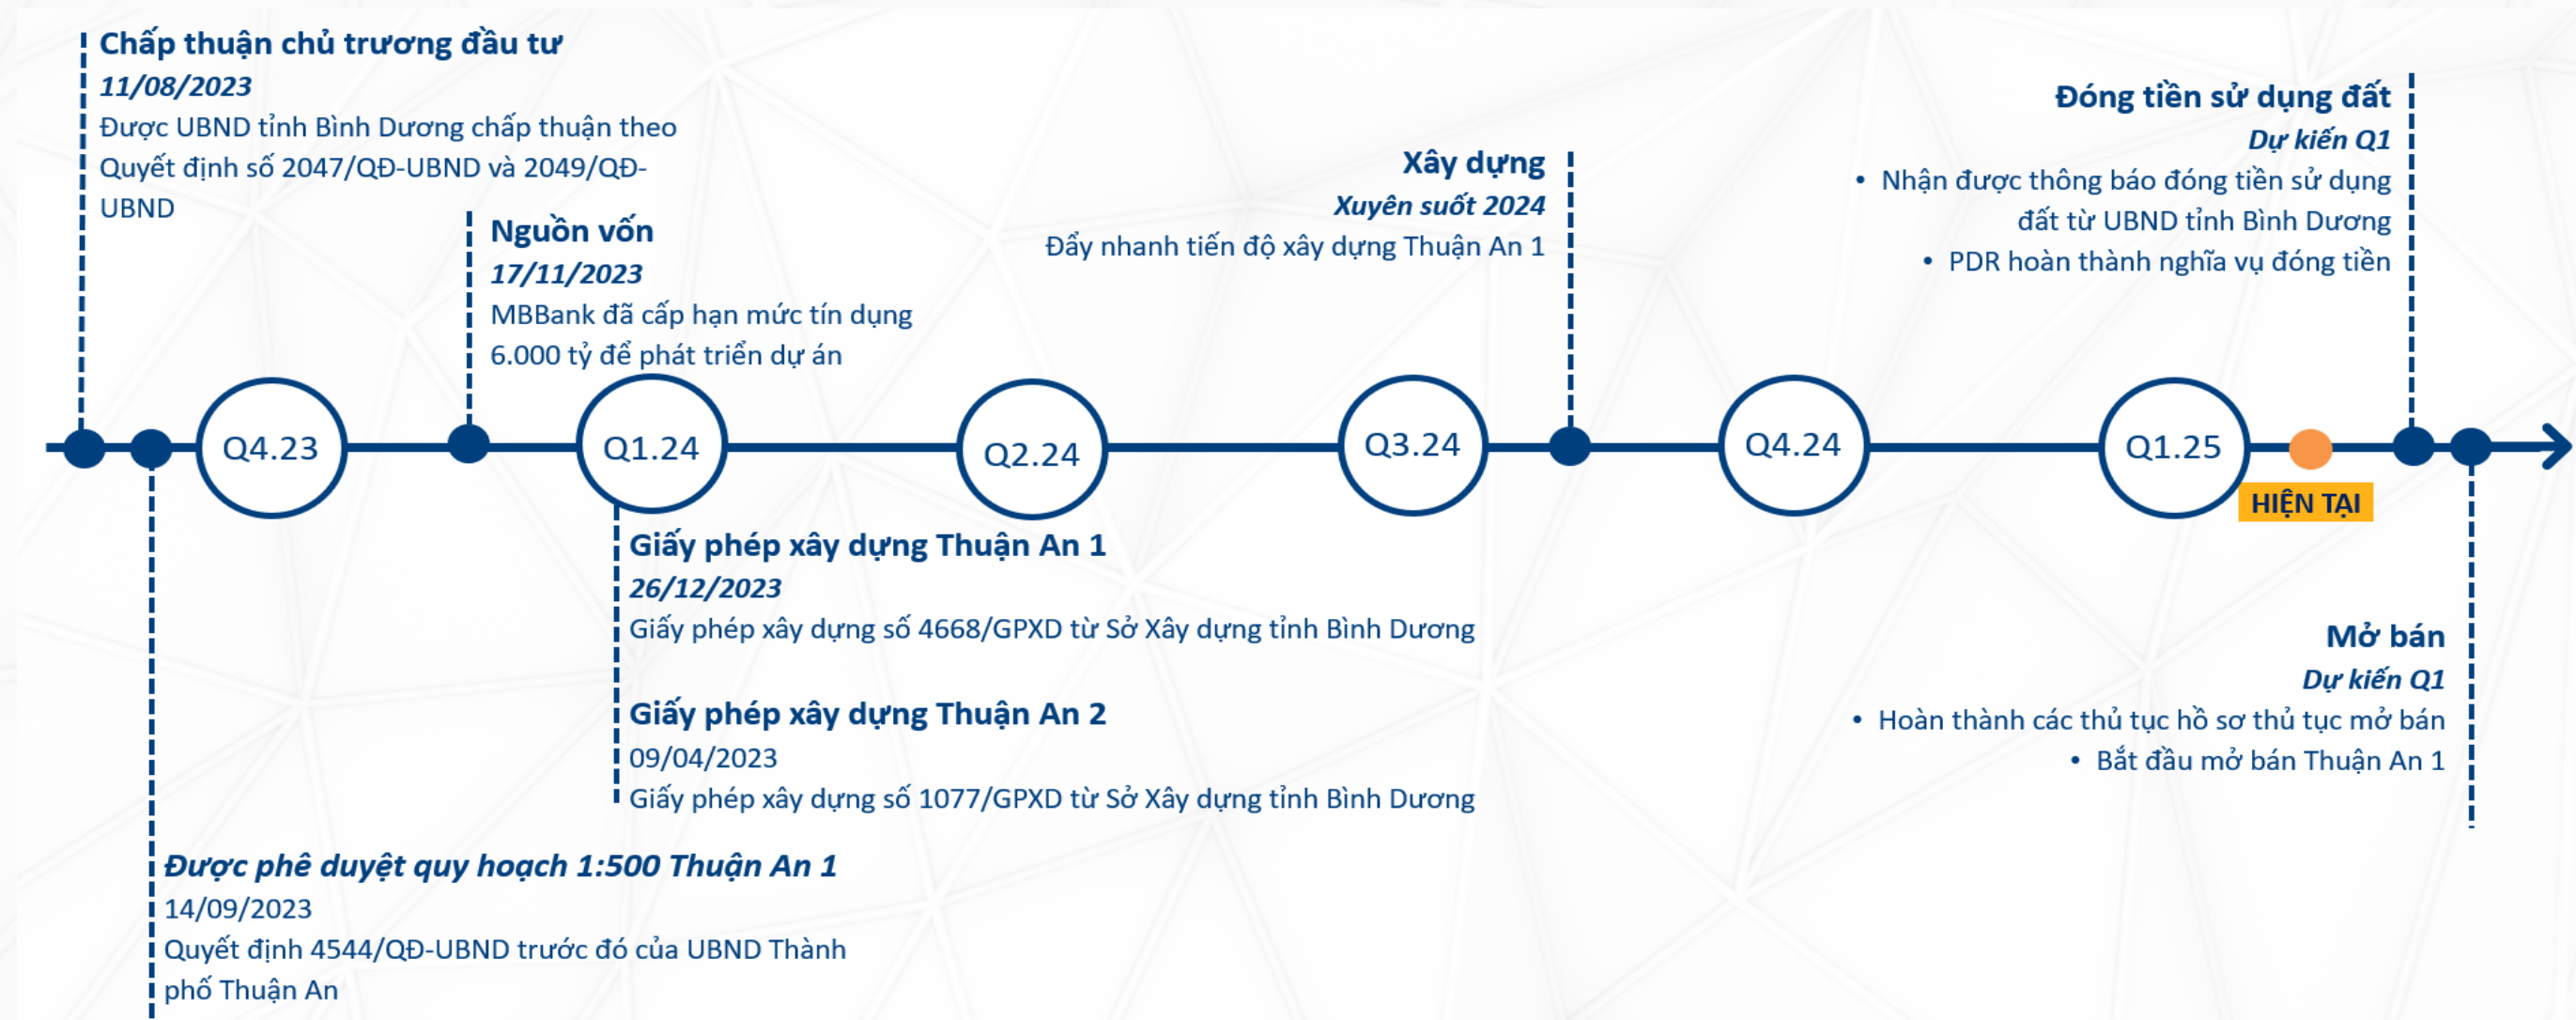 Chấp thuận chủ trương đầu tư
11/08/2023
Được UBND tỉnh Bình Dương chấp thuận theo
Quyết định số 2047/QĐ-UBND và 2049/QĐ-
UBND
Nguồn vốn
17/11/2023
MBBank đã cấp hạn mức tín dụng
6.000 tỷ để phát triển dự án
Xây dựng
Xuyên suốt 2024
Đẩy nhanh tiến độ xây dựng Thuận An 1
Đóng tiền sử dụng đất
Dự kiến Q1
• Nhận được thông báo đóng tiền sử dụng
đất từ UBND tỉnh Bình Dương
• PDR hoàn thành nghĩa vụ đóng tiền
Q4.23
Q1.24
Q2.24
Q3.24
Q4.24
Q1.25
HIỆN TẠI
Giấy phép xây dựng Thuận An 1
26/12/2023
Giấy phép xây dựng số 4668/GPXD từ Sở Xây dựng tỉnh Bình Dương
Giấy phép xây dựng Thuận An 2
09/04/2023
Giấy phép xây dựng số 1077/GPXD từ Sở Xây dựng tỉnh Bình Dương
Mở bán
Dự kiến Q1
• Hoàn thành các thủ tục hồ sơ thủ tục mở bán
• Bắt đầu mở bán Thuận An 1
Được phê duyệt quy hoạch 1:500 Thuận An 1
14/09/2023
Quyết định 4544/QĐ-UBND trước đó của UBND Thành
phố Thuận An